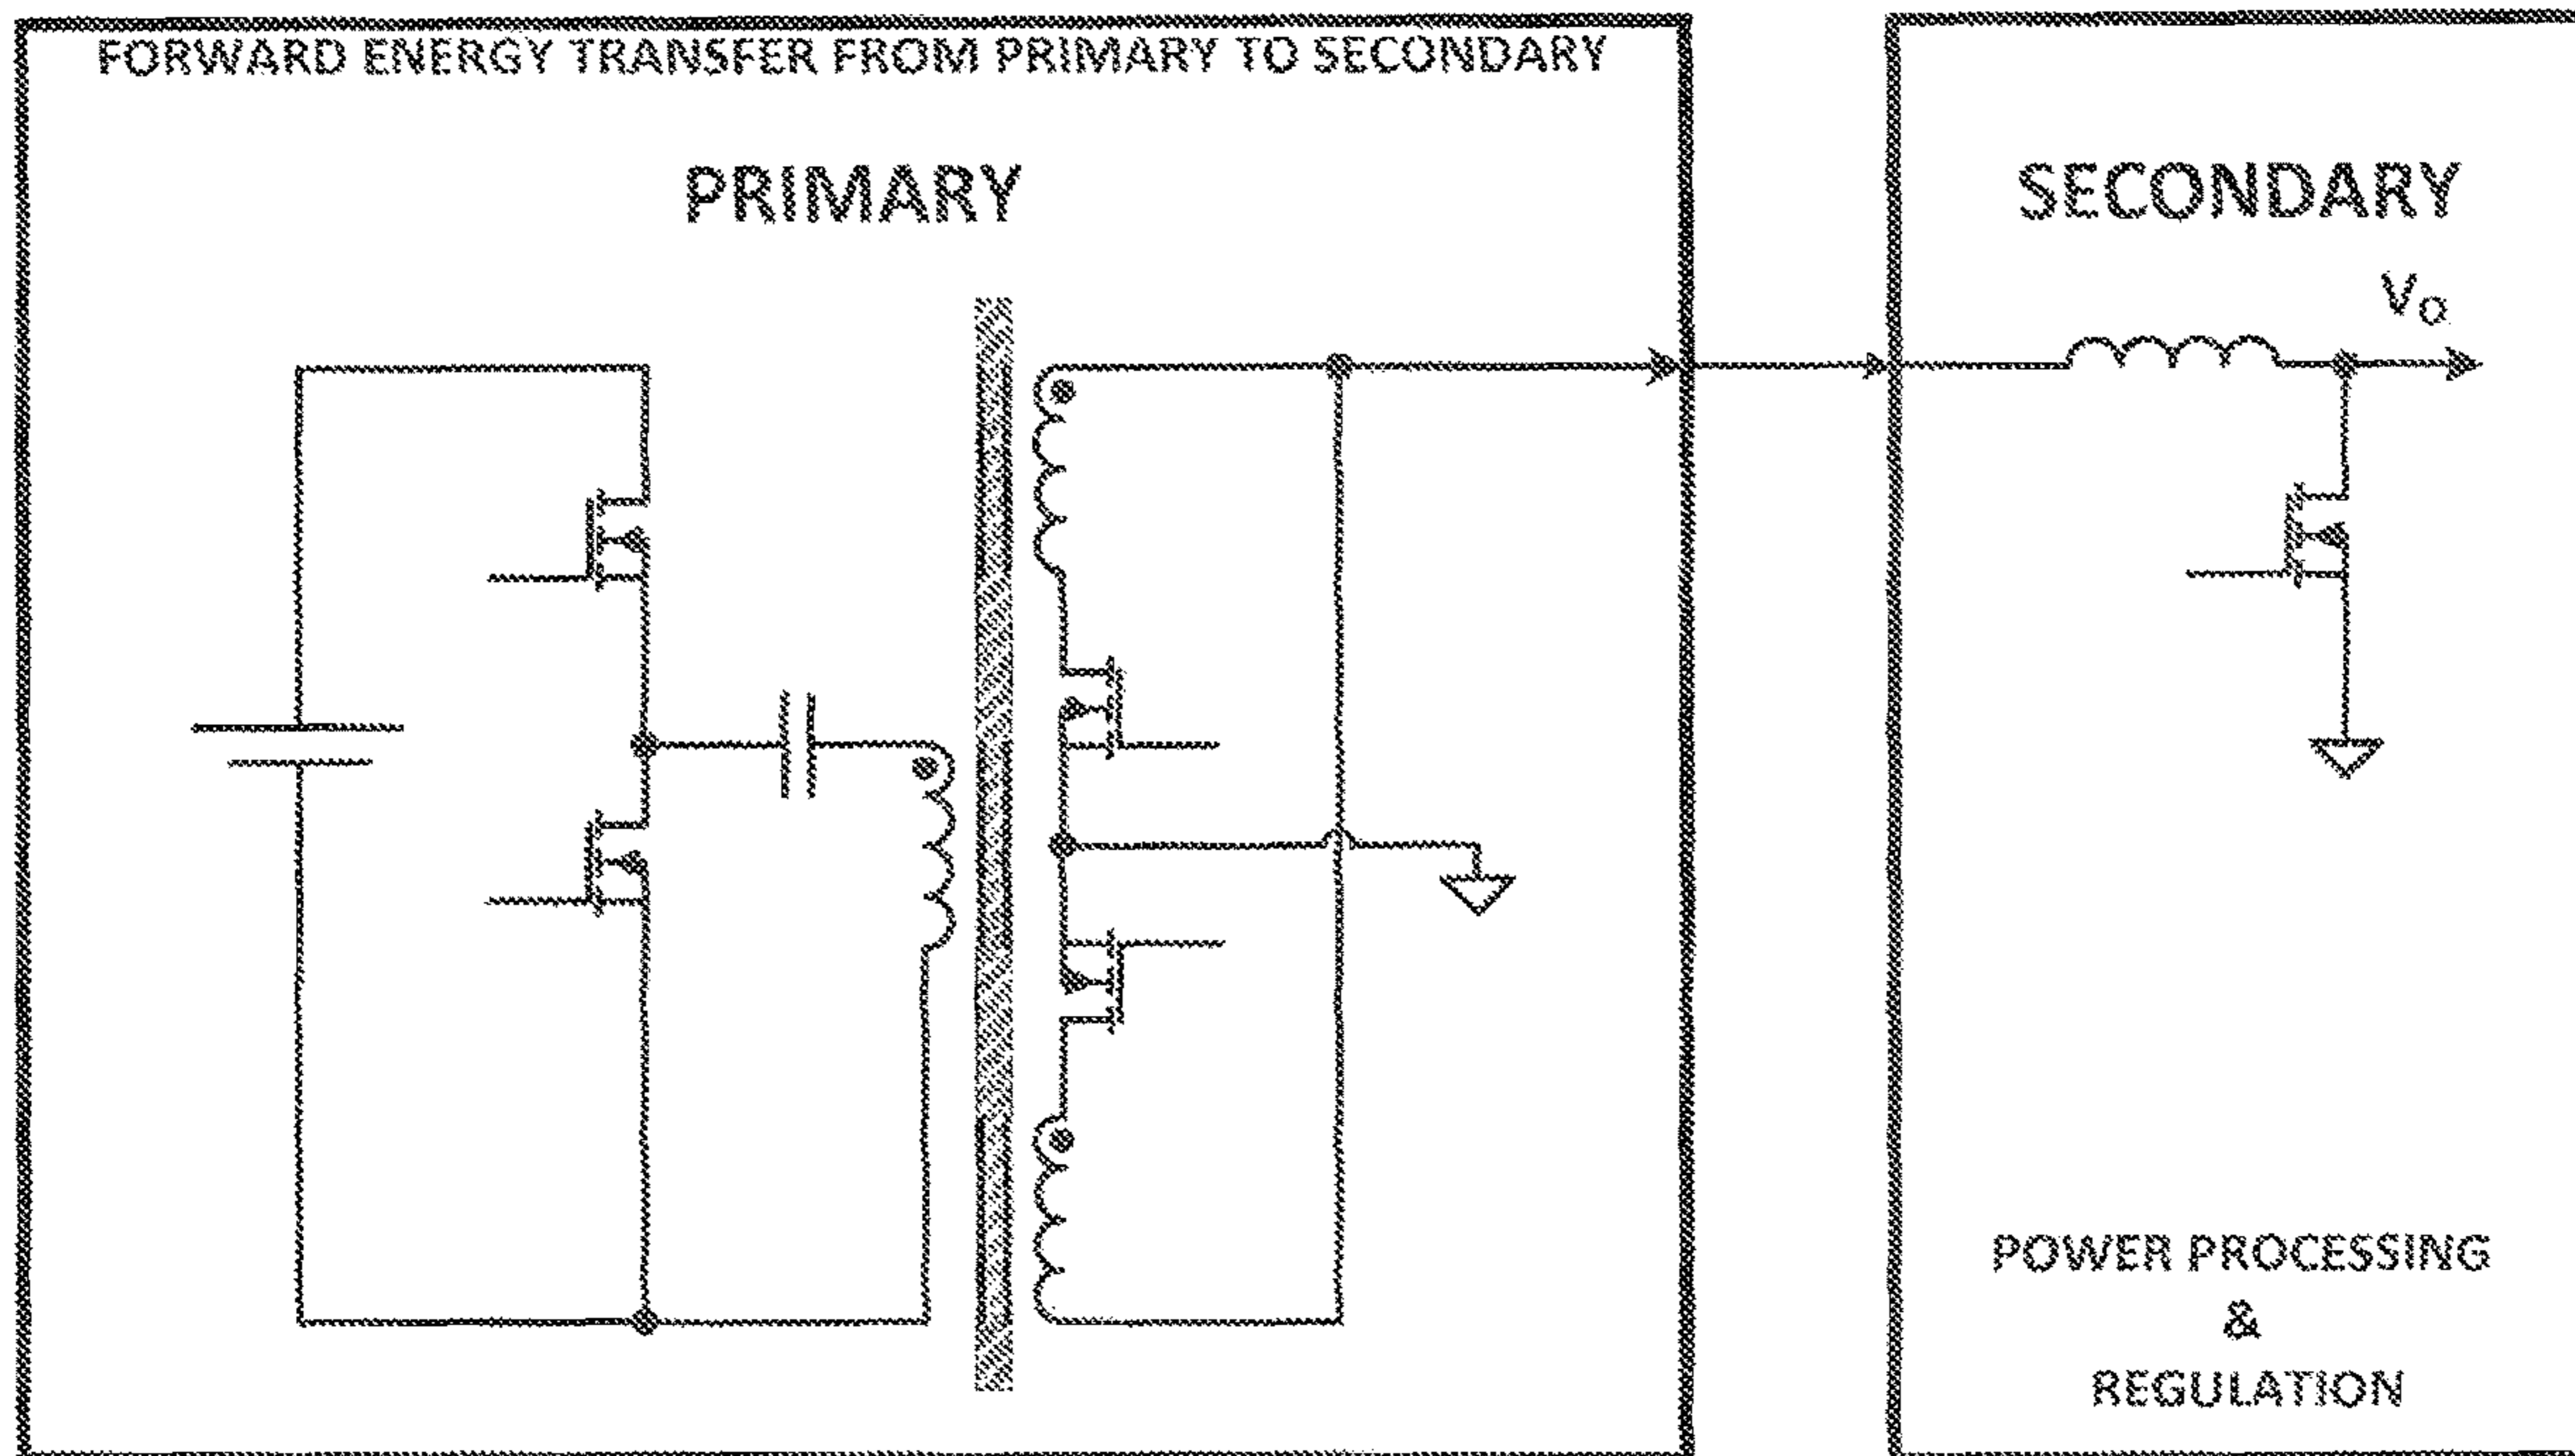 FORWARD ENERGY TRANSFER FROM PRIMARY TO SECONDARY
PRIMARY
SECONDARY
VO
POWER PROCESSING
&
REGULATION